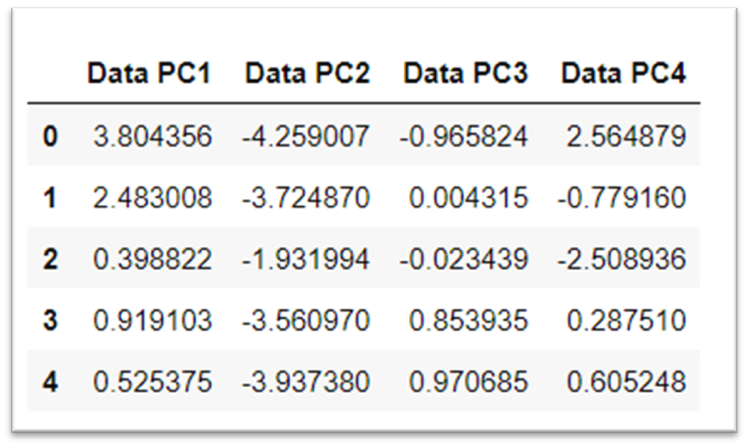 Data PC1 Data PC2 Data PC3 Data PC4
0 3.804356 -4.259007 -0.965824 2.564879
1 2.483008 -3.724870 0.004315 -0.779160
2 0.398822 -1.931994 -0.023439 -2.508936
3 0.919103 -3.560970 0.853935 0.287510
4 0.525375 -3.937380 0.970685 0.605248